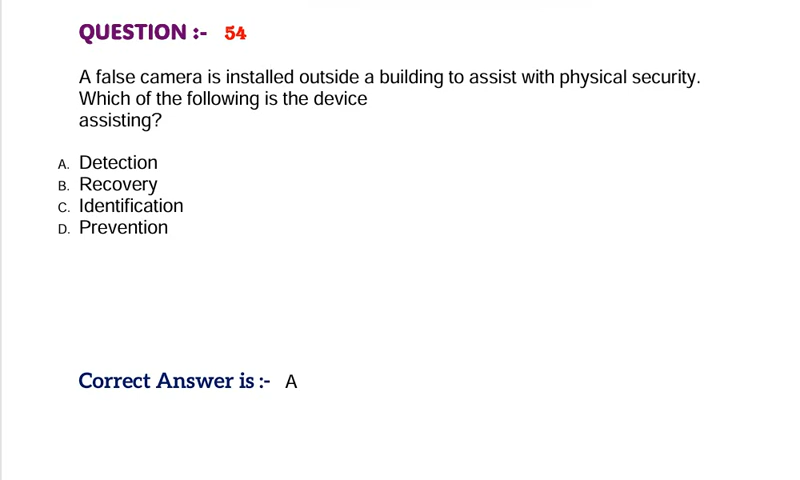 QUESTION :- 54
A false camera is installed outside a building to assist with physical security.
Which of the following is the device
assisting?
A. Detection
B. Recovery
C. Identification
D. Prevention
Correct Answer is :- A